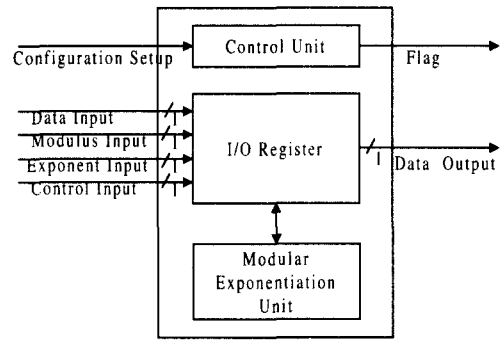 Control Unit
Configuration Setup
Flag
Data Input
l
Modulus Input
l
I/O Register
Exponent Input
l
Control Input
l
l
Data Output
Modular
Exponentiation
Unit